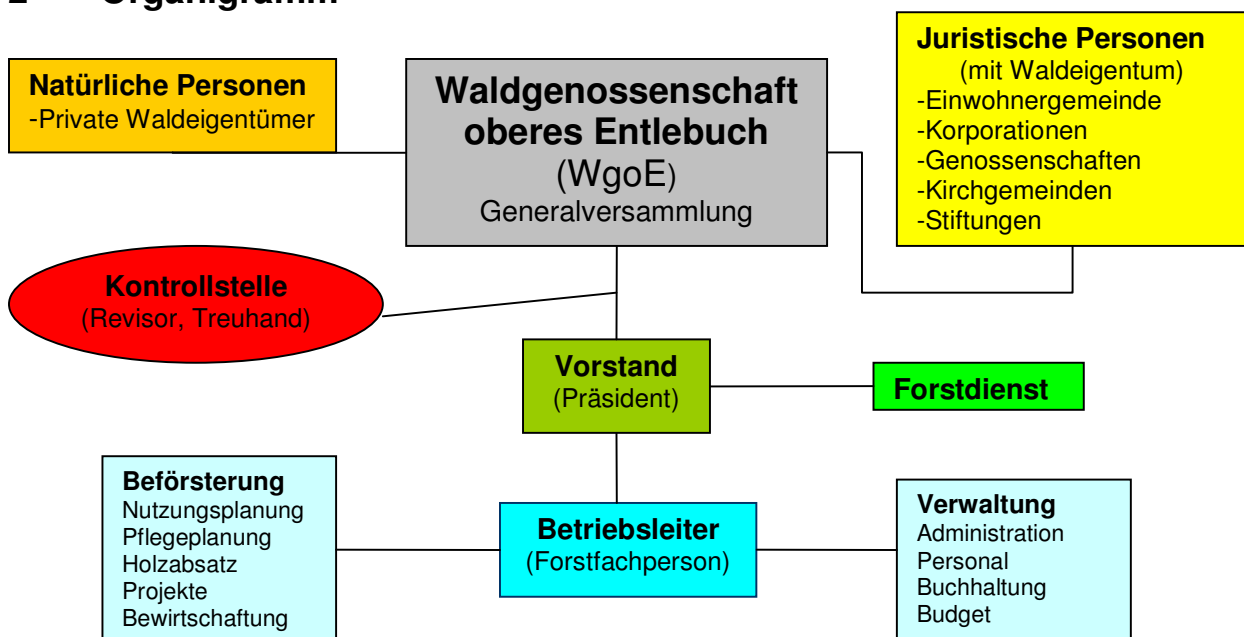 2 Organigramm
Natürliche Personen
-Private Waldeigentümer
Waldgenossenschaft
oberes Entlebuch
(WgoE)
Generalversammlung
Juristische Personen
(mit Waldeigentum)
-Einwohnergemeinde
-Korporationen
-Genossenschaften
-Kirchgemeinden
-Stiftungen
Kontrollstelle
(Revisor, Treuhand)
Vorstand
(Präsident)
Forstdienst
Beförsterung
Nutzungsplanung
Pflegeplanung
Holzabsatz
Projekte
Bewirtschaftung
Betriebsleiter
(Forstfachperson)
Verwaltung
Administration
Personal
Buchhaltung
Budget